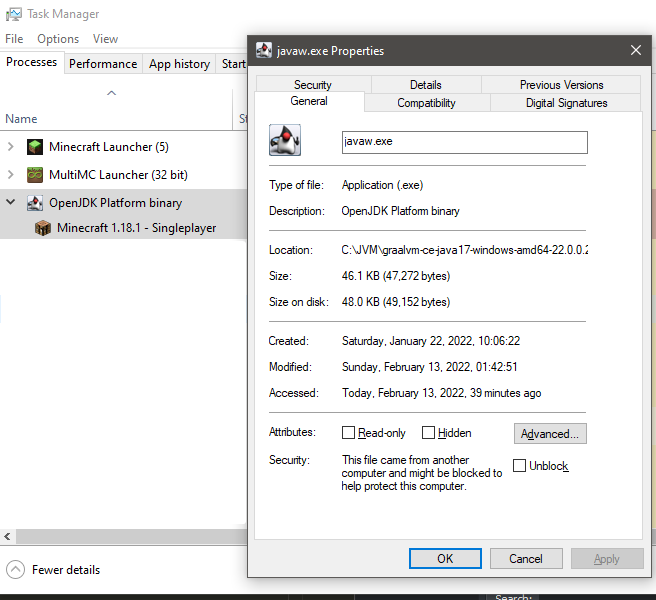 Task Manager
File Options View
Processes Performance App history Start
Name
St
Minecraft Launcher (5)
MultiMC Launcher (32 bit)
OpenJDK Platform binary
Minecraft 1.18.1 - Singleplayer
Fewer details
javaw.exe Properties
Security Details Previous Versions
General Compatibility Digital Signatures
javaw.exe
Type of file: Application (.exe)
Description: OpenJDK Platform binary
Location: C:\JVM\graalvm-ce-java17-windows-amd64-22.0.0.2
Size: 46.1 KB (47,272 bytes)
Size on disk: 48.0 KB (49,152 bytes)
Created: Saturday, January 22, 2022, 10:06:22
Modified: Sunday, February 13, 2022, 01:42:51
Accessed: Today, February 13, 2022, 39 minutes ago
Attributes: Read-only Hidden Advanced...
Security: This file came from another
computer and might be blocked to
help protect this computer.
Unblock
OK Cancel Apply
Search: